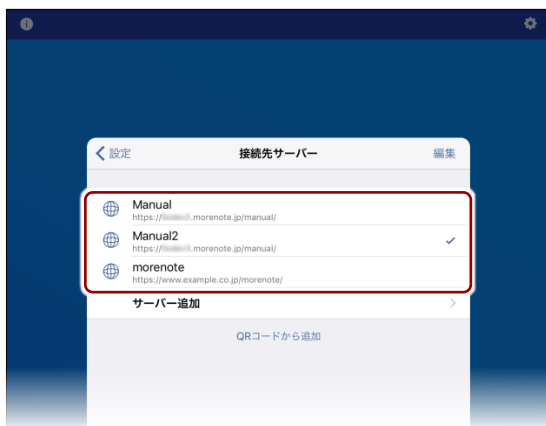 設定
接続先サーバー
編集
Manual
https://.morenote.jp/manual/
Manual2
https://.morenote.jp/manual/
morenote
https://www.example.co.jp/morenote/
サーバー追加
QRコードから追加